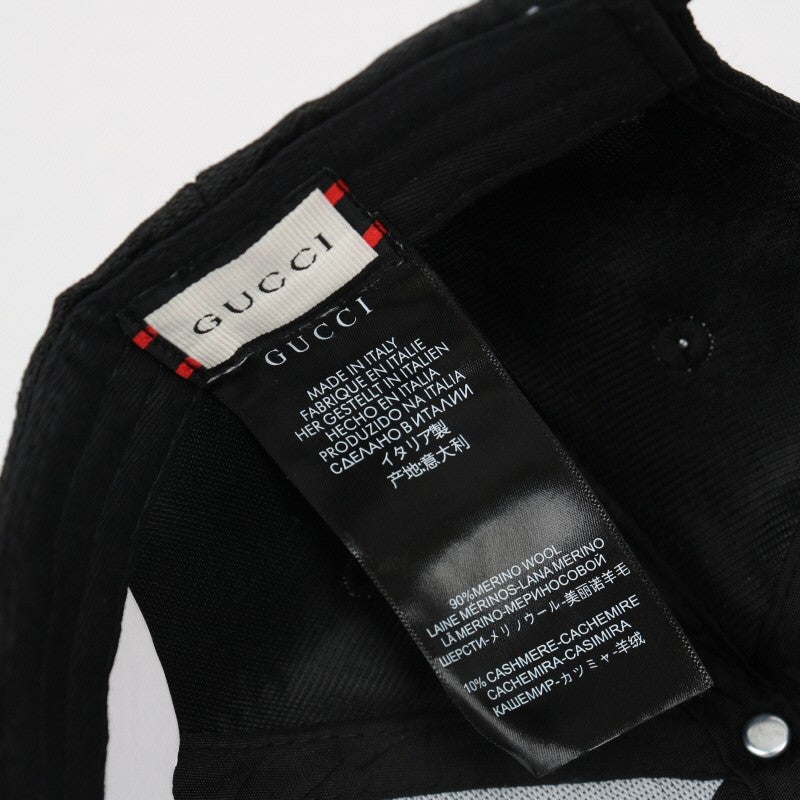 GUCCI
GUCCI
MADE IN ITALY
FABRIQUE EN ITALIE
HER GESTELLT IN ITALIEN
HECHO EN ITALIA
PRODUZIDO NA ITALIA
СДЕЛАНО В ИТАЛИИ
イタリア製
产地:意大利
90%MERINO WOOL
LAINE MÉRINOS-LANA MERINO
LÃ MERINO-МЕРИНОСОВОЙ
ШЕРСТИ-メリノウール-美丽诺羊毛
10% CASHMERE-CACHEMIRE
CACHEMIRA-CASIMIRA
КАШЕМИР-カツミャ-羊绒